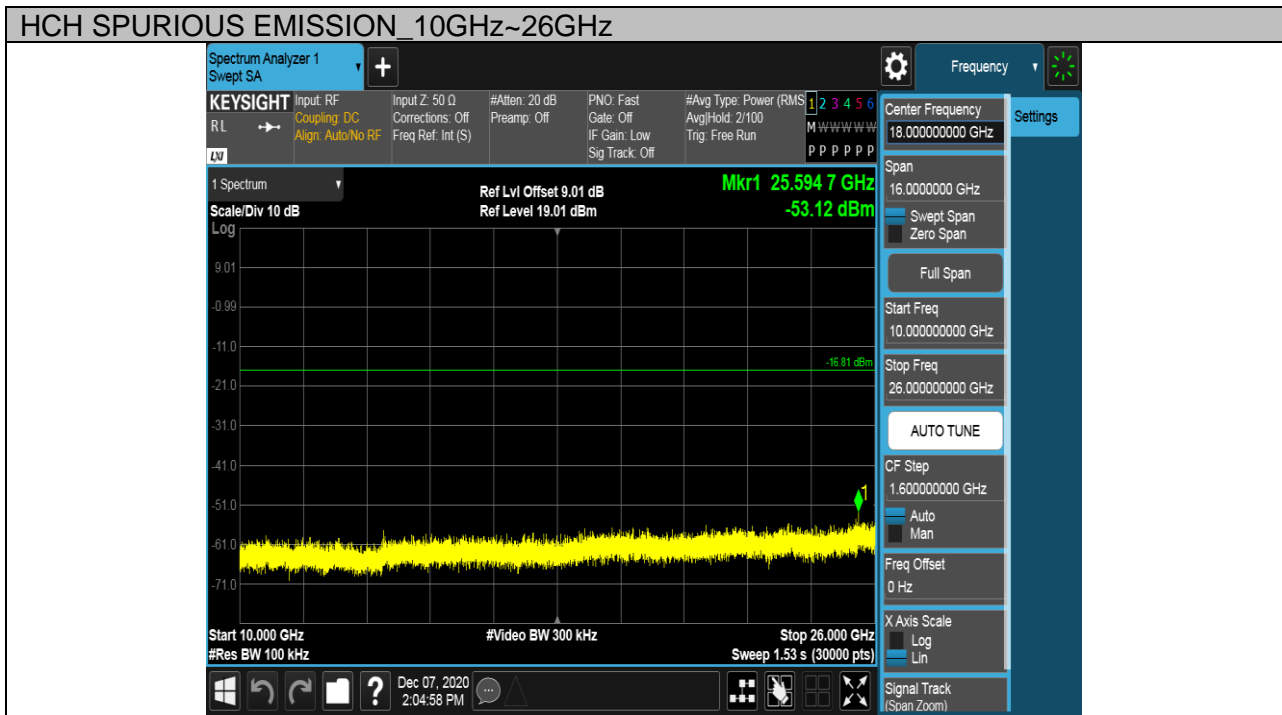 HCH SPURIOUS EMISSION_10GHz~26GHz
Spectrum Analyzer 1
Swept SA
+
Frequency
KEYSIGHT
RL
LXI
Input: RF
Coupling: DC
Align: Auto/No RF
Input Z: 50 Ω
Corrections: Off
Freq Ref: Int (S)
#Atten: 20 dB
Preamp: Off
PNO: Fast
Gate: Off
IF Gain: Low
Sig Track: Off
#Avg Type: Power (RMS
Avg|Hold: 2/100
Trig: Free Run
1 2 3 4 5 6
M W W W W W
P P P P P P
1 Spectrum
Scale/Div 10 dB
Log
Ref Lvl Offset 9.01 dB
Ref Level 19.01 dBm
Mkr1 25.594 7 GHz
-53.12 dBm
9.01
-0.99
-11.0
-16.81 dBm
-21.0
-31.0
-41.0
1
-51.0
-61.0
-71.0
Start 10.000 GHz
#Res BW 100 kHz
#Video BW 300 kHz
Stop 26.000 GHz
Sweep 1.53 s (30000 pts)
Center Frequency
18.000000000 GHz
Settings
Span
16.0000000 GHz
Swept Span
Zero Span
Full Span
Start Freq
10.000000000 GHz
Stop Freq
26.000000000 GHz
AUTO TUNE
CF Step
1.600000000 GHz
Auto
Man
Freq Offset
0 Hz
X Axis Scale
Log
Lin
Signal Track
(Span Zoom)
?
Dec 07, 2020
2:04:58 PM